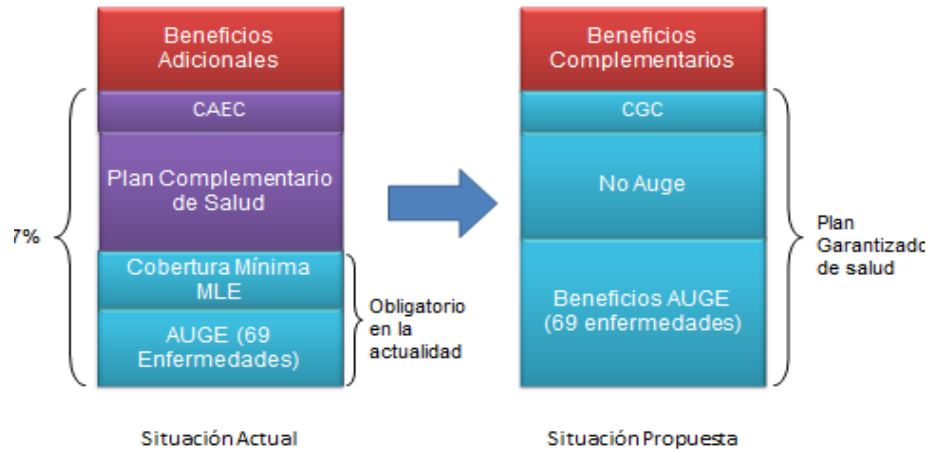 Beneficios
Adicionales
CAEC
Plan Complementario
de Salud
7%
Cobertura Mínima
MLE
AUGE (69
Enfermedades)
Obligatorio
en la
actualidad
Situación Actual
Beneficios
Complementarios
CGC
No Auge
Beneficios AUGE
(69 enfermedades)
Plan
Garantizado
de salud
Situación Propuesta